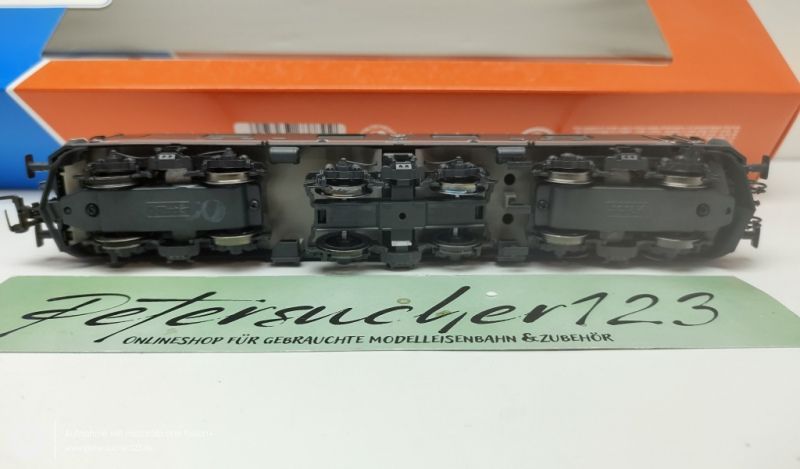 Petersucher123
ONLINESHOP FÜR GEBRAUCHTE MODELLEISENBAHN & ZUBEHÖR